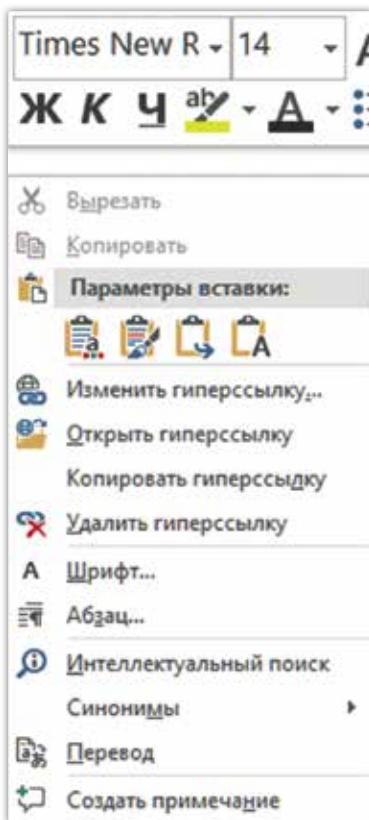 Times New R 14
Ж К Ч
Вырезать
Копировать
Параметры вставки:
Изменить гиперссылку...
Открыть гиперссылку
Копировать гиперссылку
Удалить гиперссылку
Шрифт...
Абзац...
Интеллектуальный поиск
Синонимы
Перевод
Создать примечание